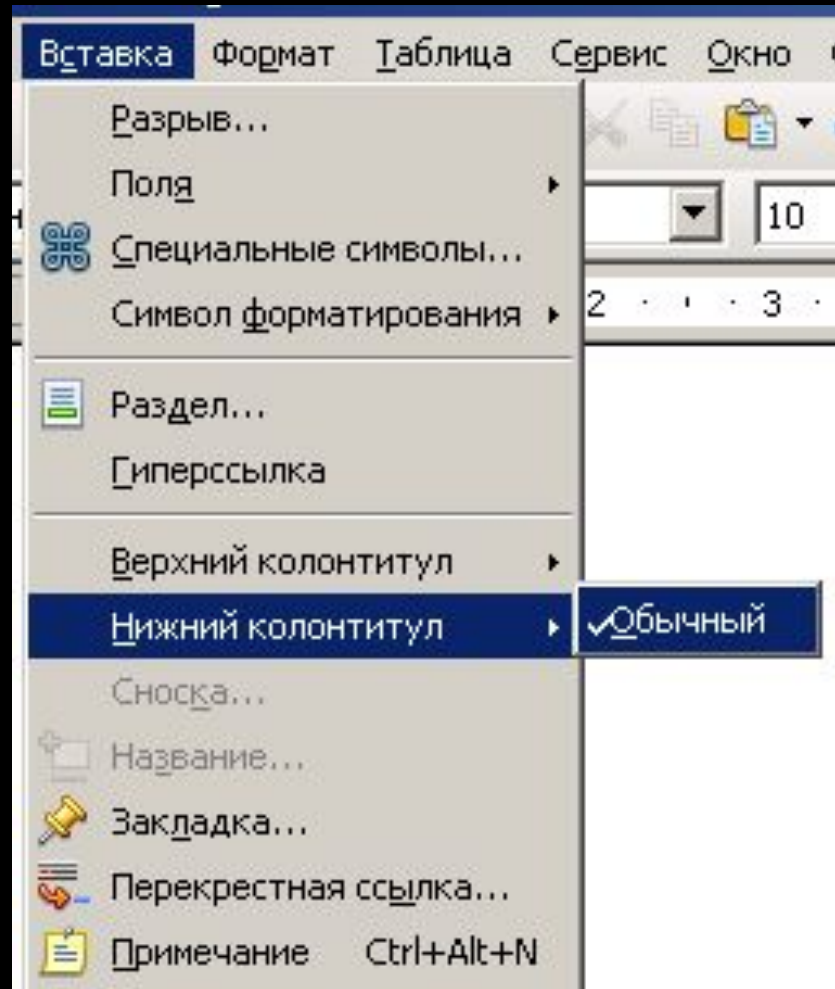 Вставка Формат Таблица Сервис Окно
Разрыв...
Поля
10
Специальные символы...
Символ форматирования
2 3
Раздел...
Гиперссылка
Верхний колонтитул
Нижний колонтитул
Обычный
Сноска...
Название...
Закладка...
Перекрестная ссылка...
Примечание Ctrl+Alt+N